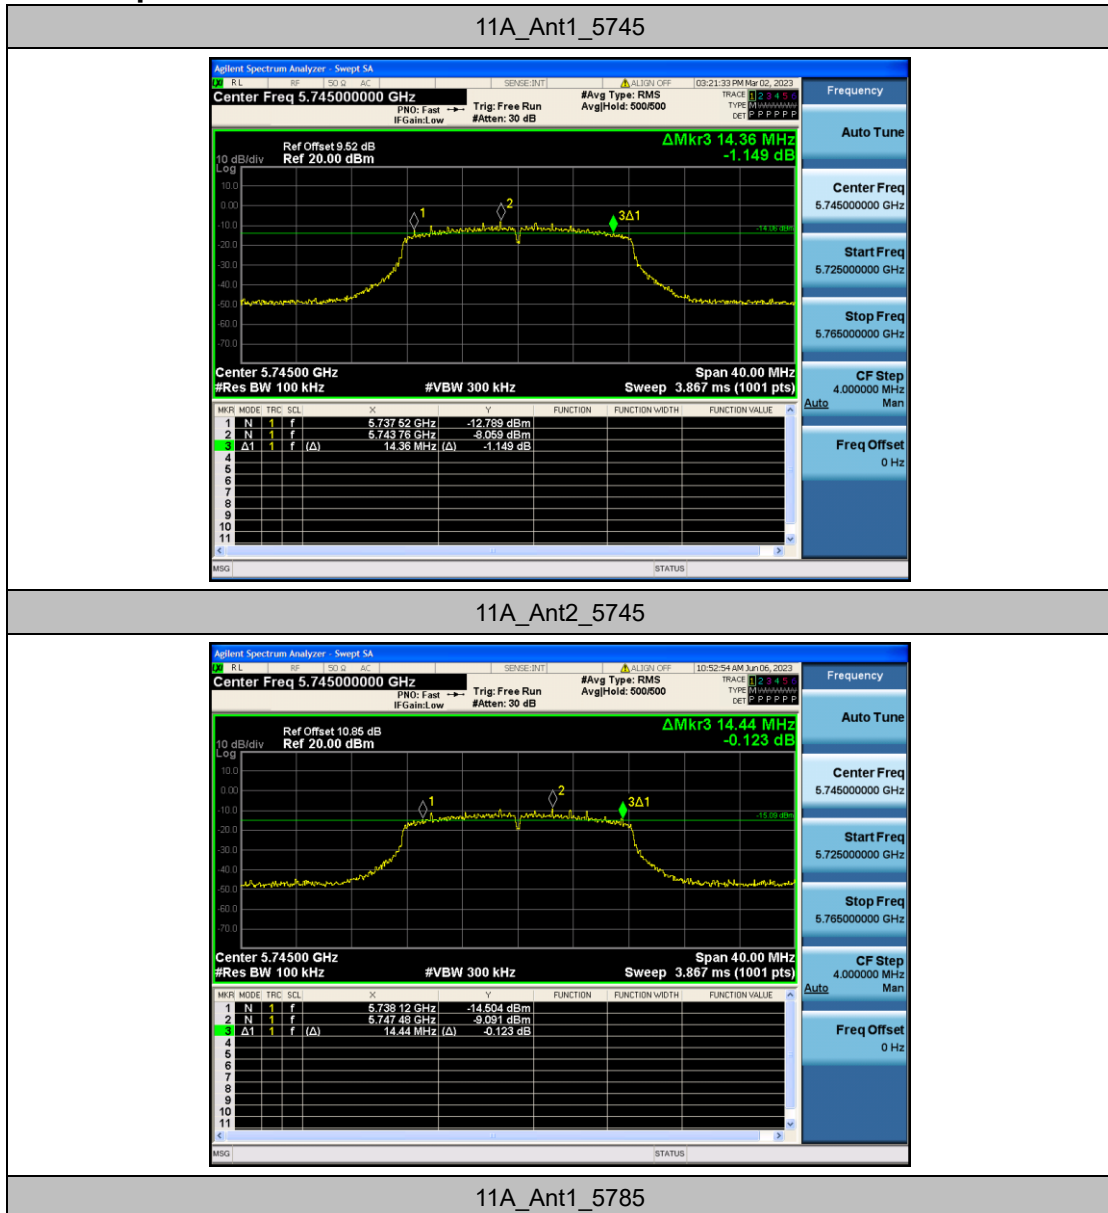 11A_Ant1_5745
Agilent Spectrum Analyzer - Swept SA
RL RF 50 Ω AC SENSE:INT ALIGN OFF 03:21:33 PM Mar 02, 2023
Center Freq 5.745000000 GHz #Avg Type: RMS TRACE 1 2 3 4 5 6
PNO: Fast Trig: Free Run Avg|Hold: 500/500 TYPE M
IFGain:Low #Atten: 30 dB DET P P P P P P
Frequency
Auto Tune
Center Freq
5.745000000 GHz
Start Freq
5.725000000 GHz
Stop Freq
5.765000000 GHz
CF Step
4.000000 MHz
Auto Man
Freq Offset
0 Hz
ΔMkr3 14.36 MHz
-1.149 dB
Ref Offset 9.52 dB
10 dB/div Ref 20.00 dBm
Log
10.0
0.00
-10.0
-20.0
-30.0
-40.0
-50.0
-60.0
-70.0
1 2 3Δ1
-14.06 dBm
Center 5.74500 GHz Span 40.00 MHz
#Res BW 100 kHz #VBW 300 kHz Sweep 3.867 ms (1001 pts)
MKR MODE TRC SCL X Y FUNCTION FUNCTION WIDTH FUNCTION VALUE
1 N 1 f 5.737 52 GHz -12.789 dBm
2 N 1 f 5.743 76 GHz -8.059 dBm
3 Δ1 1 f (Δ) 14.36 MHz (Δ) -1.149 dB
4
5
6
7
8
9
10
11
MSG STATUS
11A_Ant2_5745
Agilent Spectrum Analyzer - Swept SA
RL RF 50 Ω AC SENSE:INT ALIGN OFF 10:52:54 AM Jun 06, 2023
Center Freq 5.745000000 GHz #Avg Type: RMS TRACE 1 2 3 4 5 6
PNO: Fast Trig: Free Run Avg|Hold: 500/500 TYPE M
IFGain:Low #Atten: 30 dB DET P P P P P P
Frequency
Auto Tune
Center Freq
5.745000000 GHz
Start Freq
5.725000000 GHz
Stop Freq
5.765000000 GHz
CF Step
4.000000 MHz
Auto Man
Freq Offset
0 Hz
ΔMkr3 14.44 MHz
-0.123 dB
Ref Offset 10.85 dB
10 dB/div Ref 20.00 dBm
Log
10.0
0.00
-10.0
-20.0
-30.0
-40.0
-50.0
-60.0
-70.0
1 2 3Δ1
-15.09 dBm
Center 5.74500 GHz Span 40.00 MHz
#Res BW 100 kHz #VBW 300 kHz Sweep 3.867 ms (1001 pts)
MKR MODE TRC SCL X Y FUNCTION FUNCTION WIDTH FUNCTION VALUE
1 N 1 f 5.738 12 GHz -14.504 dBm
2 N 1 f 5.747 48 GHz -9.091 dBm
3 Δ1 1 f (Δ) 14.44 MHz (Δ) -0.123 dB
4
5
6
7
8
9
10
11
MSG STATUS
11A_Ant1_5785